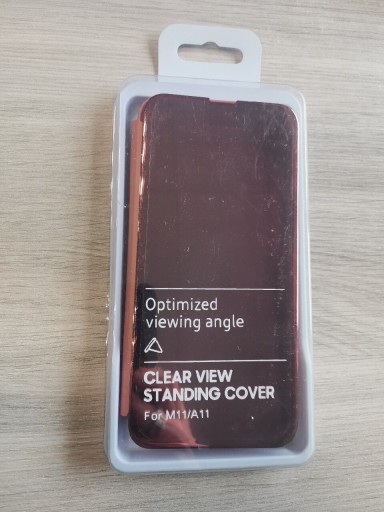 Optimized
viewing angle
CLEAR VIEW
STANDING COVER
For M11/A11